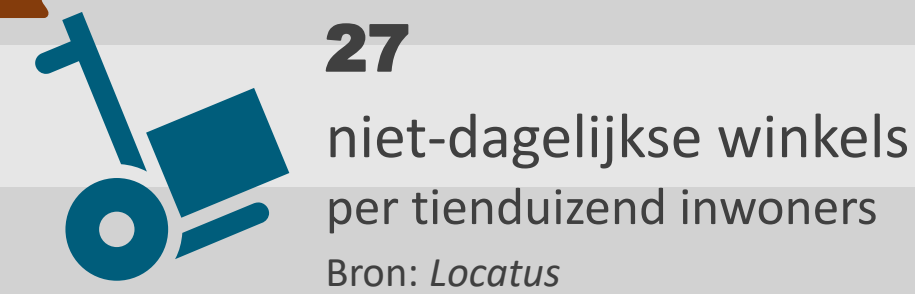 27
niet-dagelijkse winkels
per tienduizend inwoners
Bron: Locatus